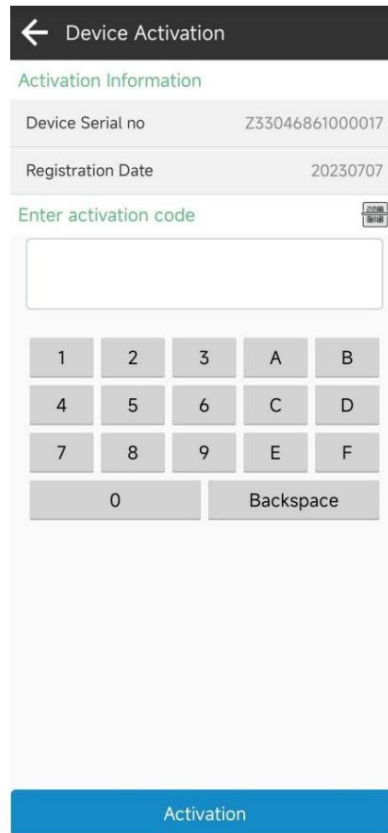 Device Activation
Activation Information
Device Serial no Z33046861000017
Registration Date 20230707
Enter activation code
1 2 3 A B
4 5 6 C D
7 8 9 E F
0 Backspace
Activation